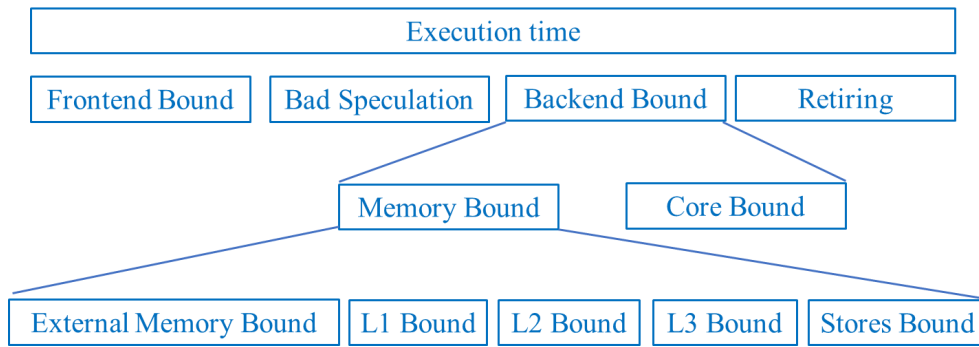 Execution time
Frontend Bound
Bad Speculation
Backend Bound
Retiring
Memory Bound
Core Bound
External Memory Bound
L1 Bound
L2 Bound
L3 Bound
Stores Bound